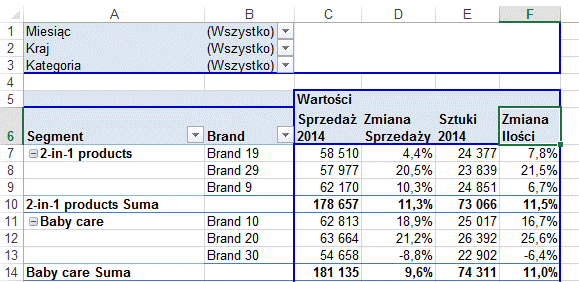 A B C D E F
1 Miesiąc (Wszystko)
2 Kraj (Wszystko)
3 Kategoria (Wszystko)
4
5 Wartości
Sprzedaż Zmiana Sztuki Zmiana
6 Segment Brand 2014 Sprzedaży 2014 Ilości
7 2-in-1 products Brand 19 58 510 4,4% 24 377 7,8%
8 Brand 29 57 977 20,5% 23 839 21,5%
9 Brand 9 62 170 10,3% 24 851 6,7%
10 2-in-1 products Suma 178 657 11,3% 73 066 11,5%
11 Baby care Brand 10 62 813 18,9% 25 017 16,7%
12 Brand 20 63 664 21,2% 26 392 25,6%
13 Brand 30 54 658 -8,8% 22 902 -6,4%
14 Baby care Suma 181 135 9,6% 74 311 11,0%